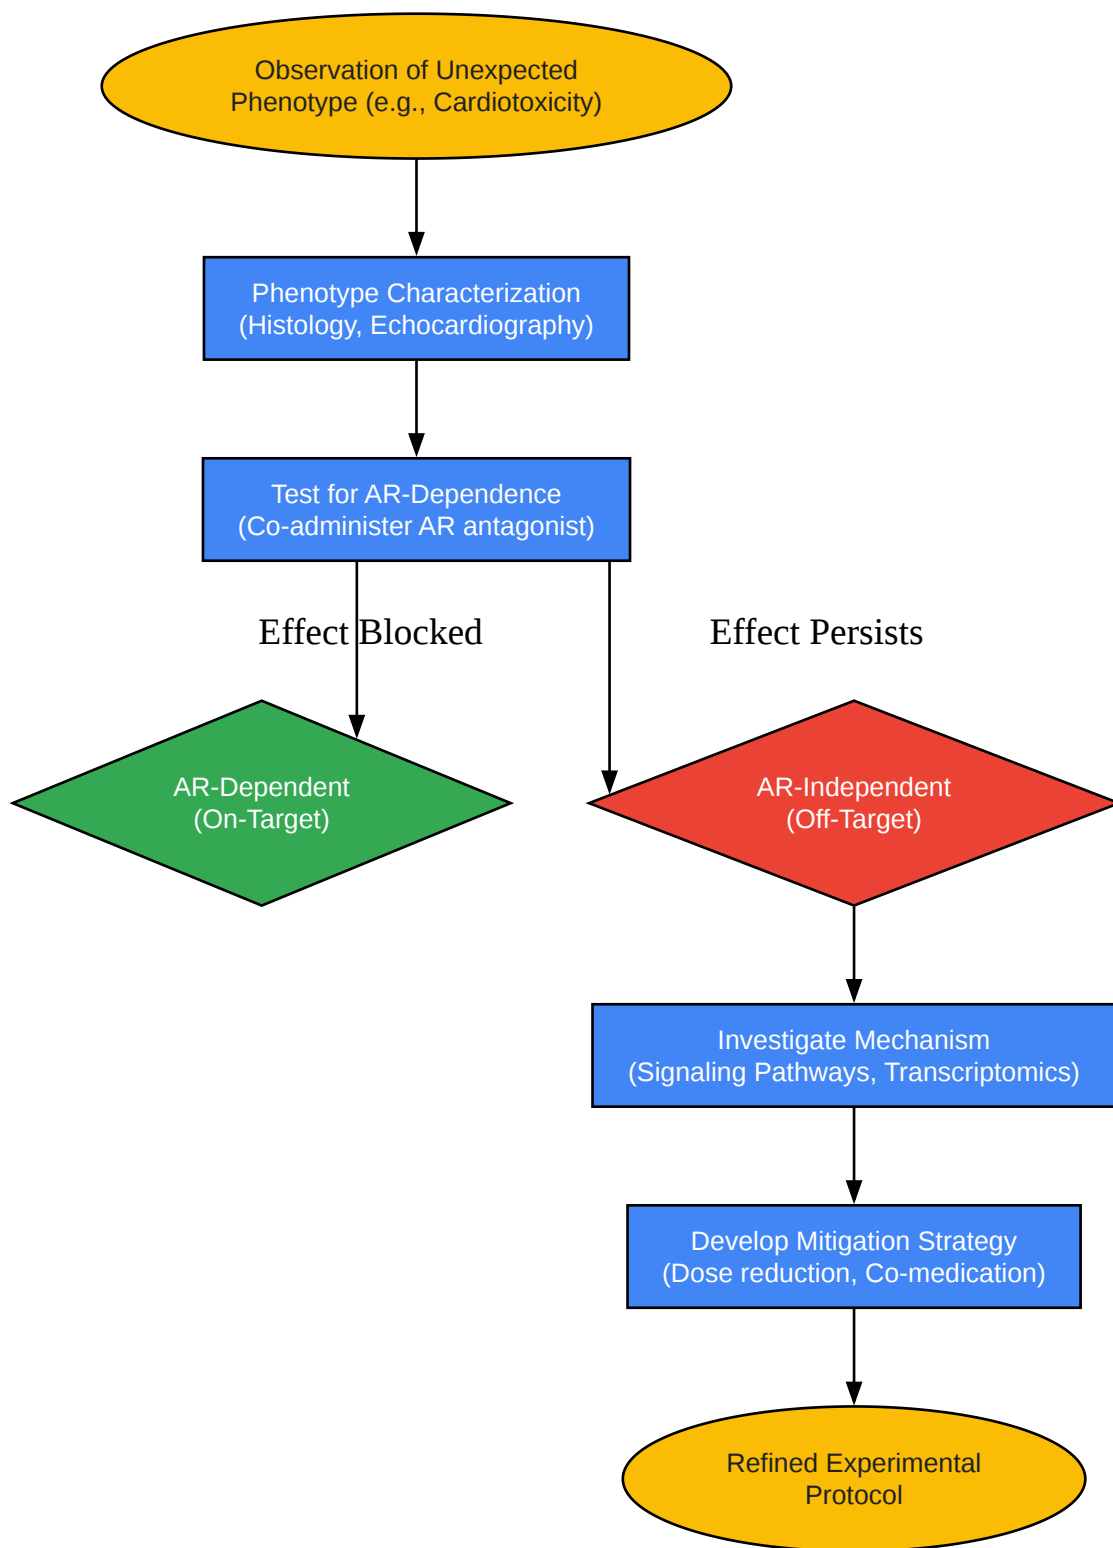 Observation of Unexpected
Phenotype (e.g., Cardiotoxicity)
Phenotype Characterization
(Histology, Echocardiography)
Test for AR-Dependence
(Co-administer AR antagonist)
Effect Blocked
Effect Persists
AR-Dependent
(On-Target)
AR-Independent
(Off-Target)
Investigate Mechanism
(Signaling Pathways, Transcriptomics)
Develop Mitigation Strategy
(Dose reduction, Co-medication)
Refined Experimental
Protocol